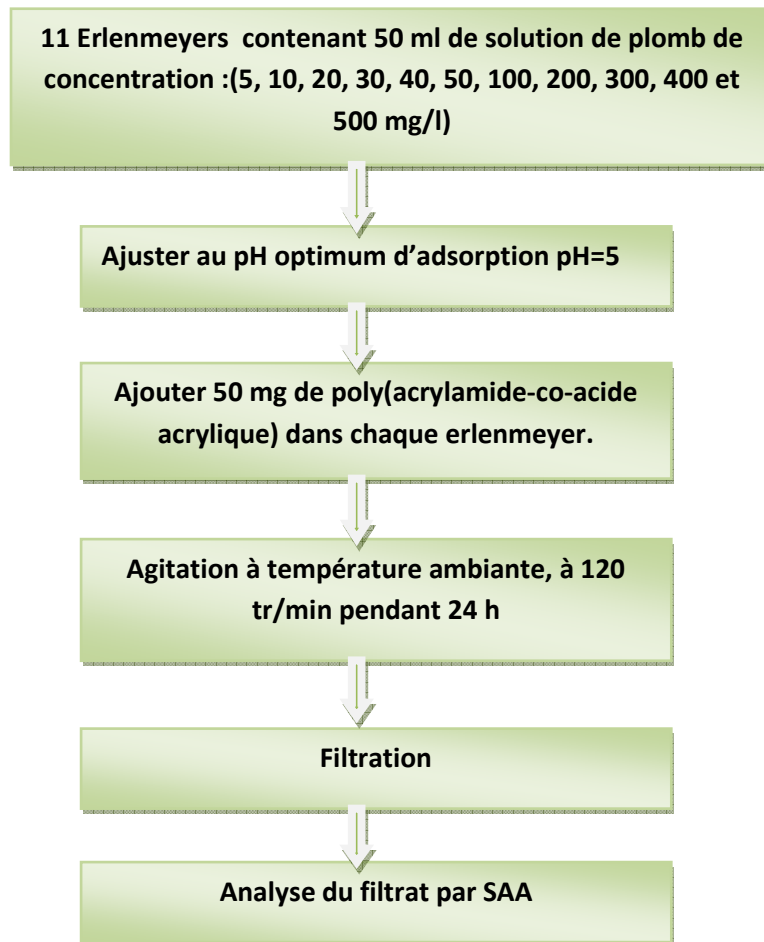 11 Erlenmeyers contenant 50 ml de solution de plomb de
concentration :(5, 10, 20, 30, 40, 50, 100, 200, 300, 400 et
500 mg/l)
Ajuster au pH optimum d’adsorption pH=5
Ajouter 50 mg de poly(acrylamide-co-acide
acrylique) dans chaque erlenmeyer.
Agitation à température ambiante, à 120
tr/min pendant 24 h
Filtration
Analyse du filtrat par SAA